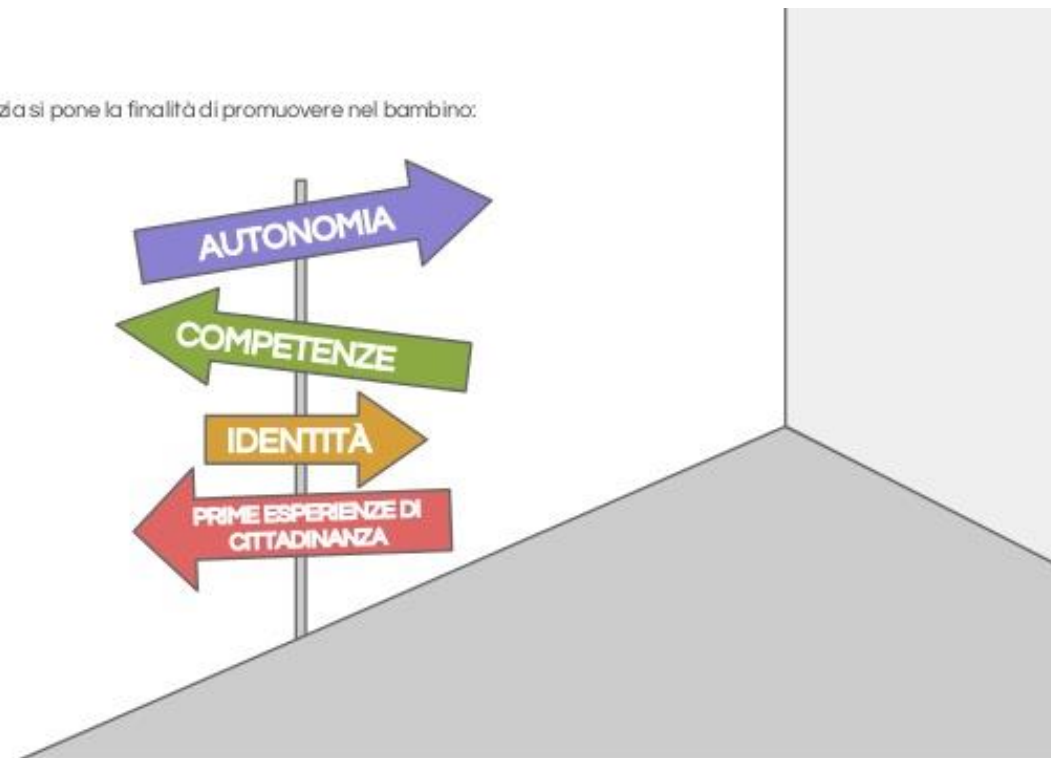 zia si pone la finalità di promuovere nel bambino:
AUTONOMIA
COMPETENZE
IDENTITÀ
PRIME ESPERIENZE DI
CITTADINANZA